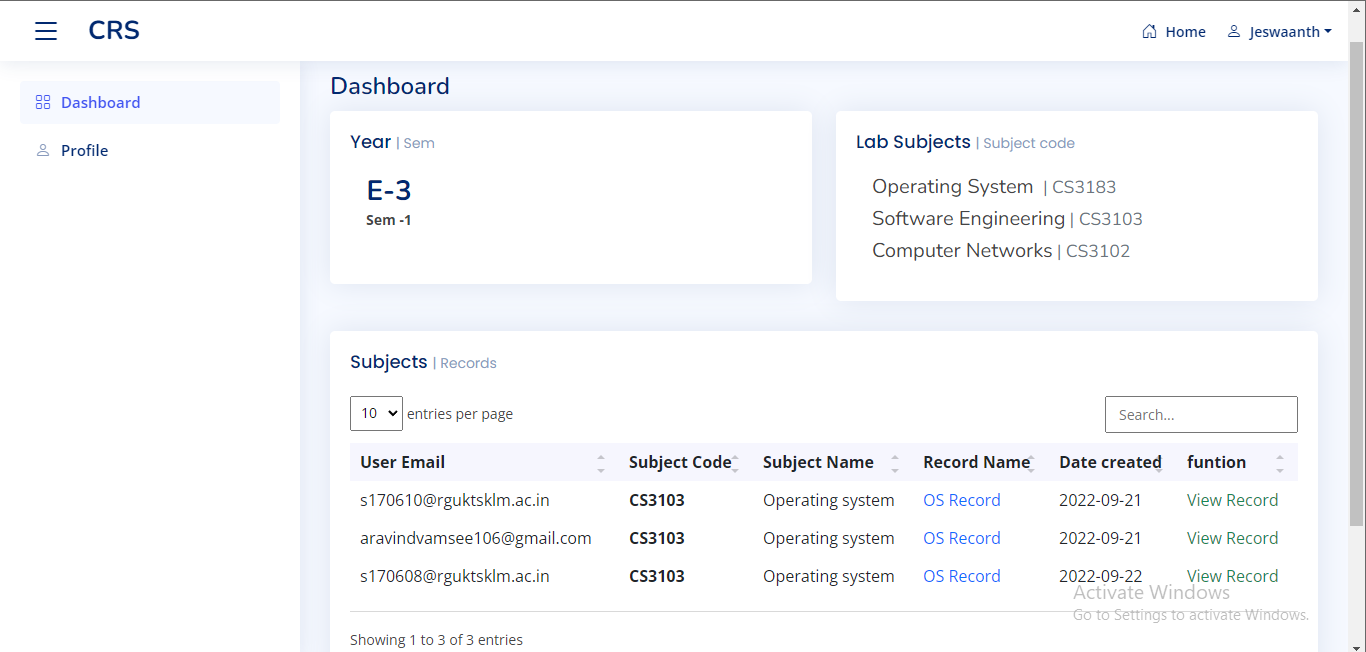 CRS
Home Jeswaanth
Dashboard
Profile
Dashboard
Year | Sem
E-3
Sem -1
Lab Subjects | Subject code
Operating System | CS3183
Software Engineering | CS3103
Computer Networks | CS3102
Subjects | Records
10 entries per page
Search...
User Email Subject Code Subject Name Record Name Date created funtion
s170610@rguktsklm.ac.in CS3103 Operating system OS Record 2022-09-21 View Record
aravindvamsee106@gmail.com CS3103 Operating system OS Record 2022-09-21 View Record
s170608@rguktsklm.ac.in CS3103 Operating system OS Record 2022-09-22 View Record
Activate Windows
Go to Settings to activate Windows.
Showing 1 to 3 of 3 entries